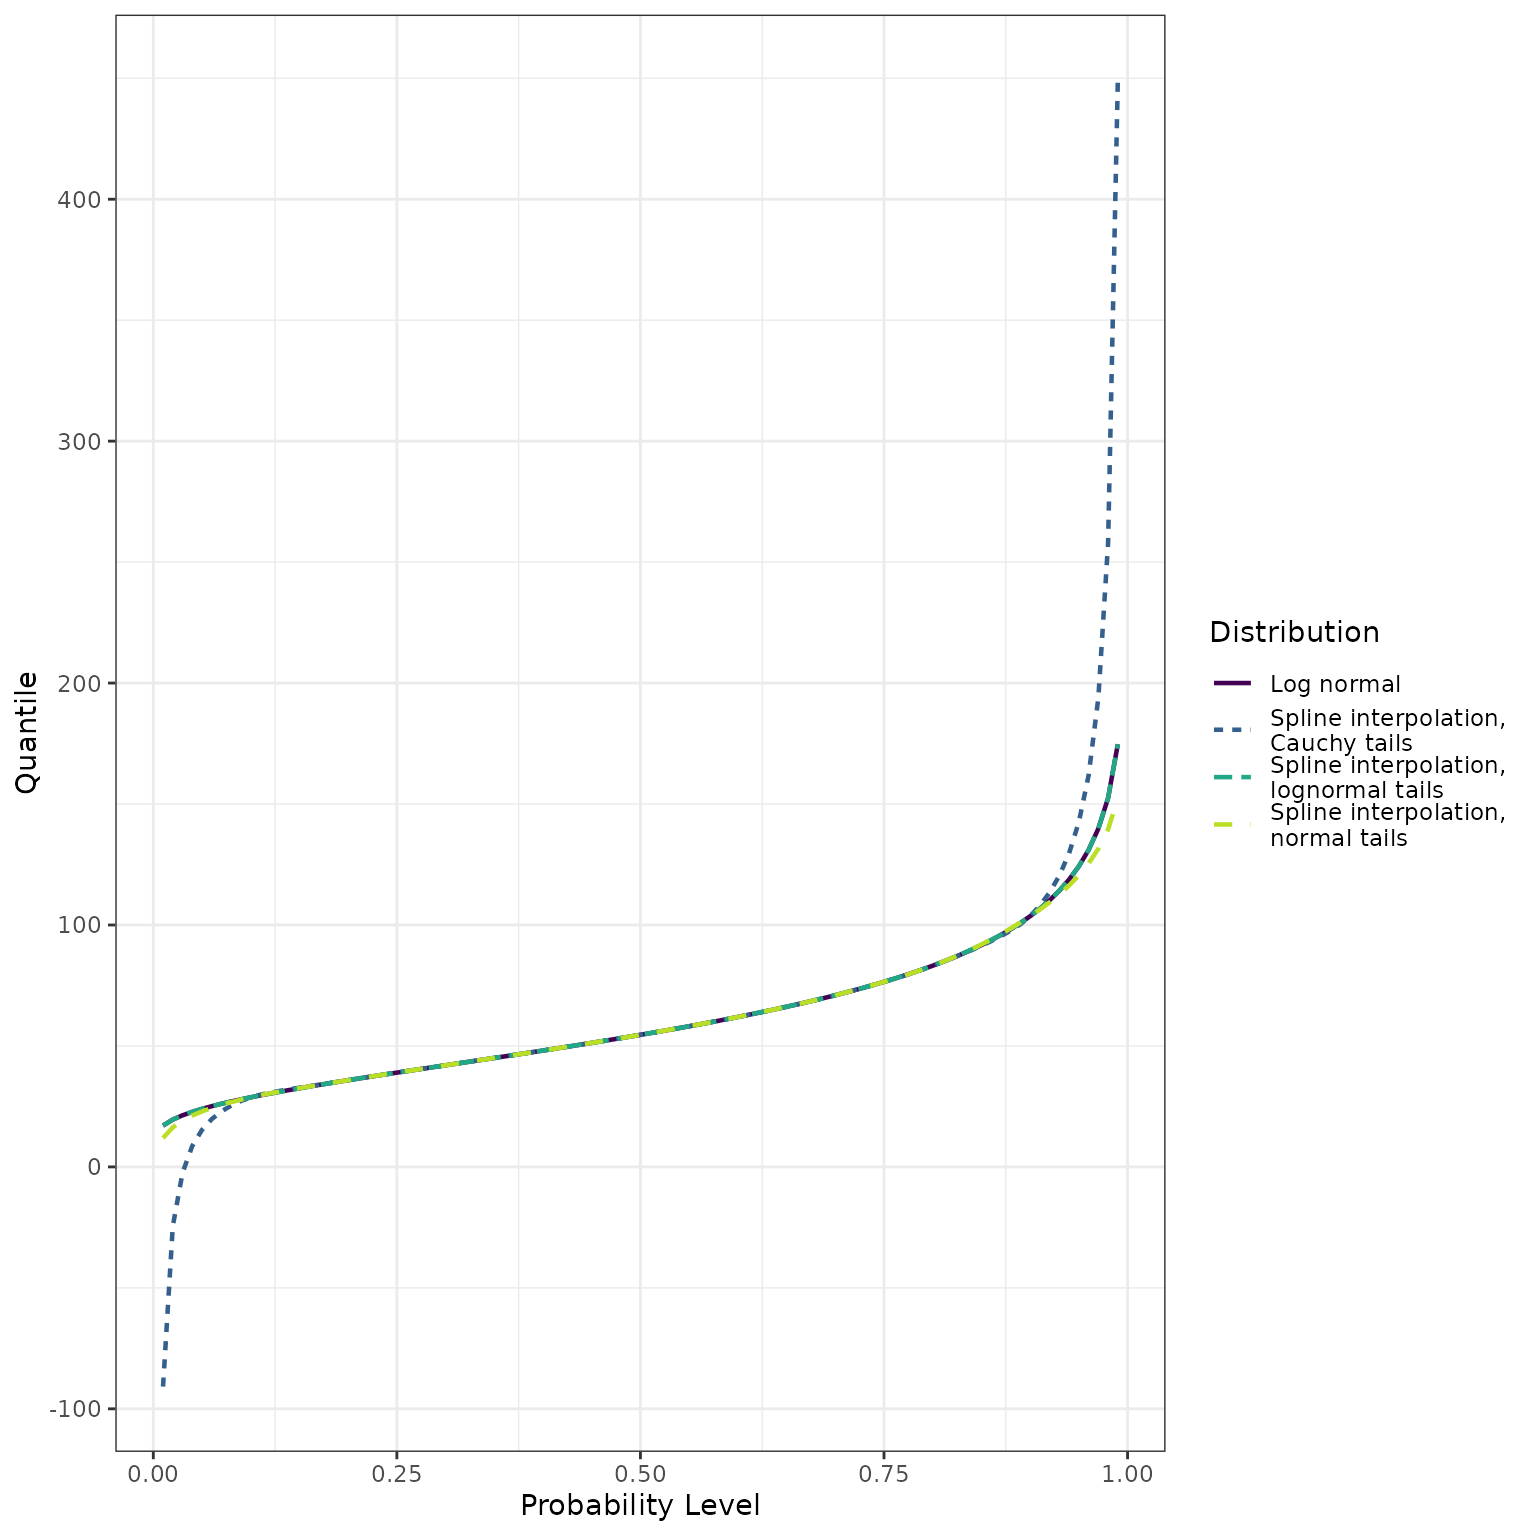 400
300
200
100
0
-100
Quantile
0.00
0.25
0.50
0.75
1.00
Probability Level
Distribution
Log normal
Spline interpolation,
Cauchy tails
Spline interpolation,
lognormal tails
Spline interpolation,
normal tails